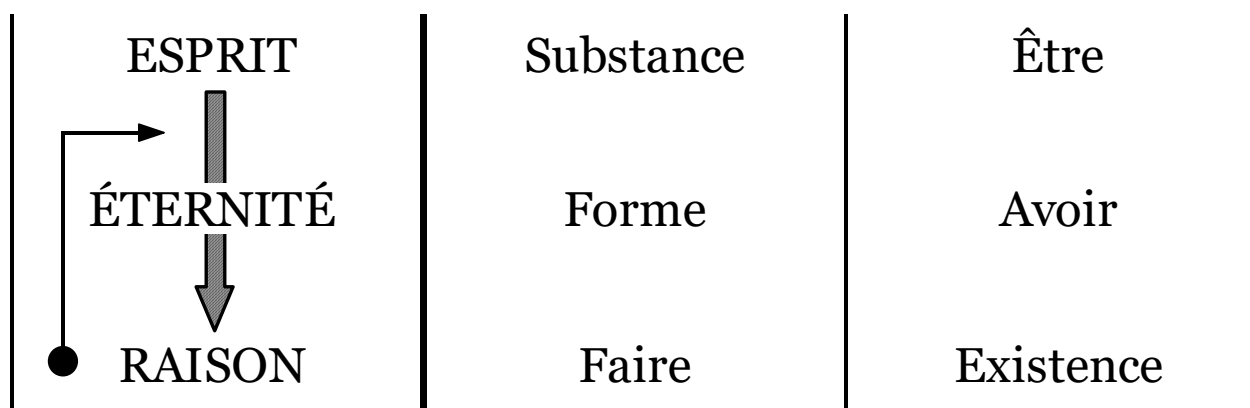 ESPRIT Substance Être
ÉTERNITÉ Forme Avoir
RAISON Faire Existence